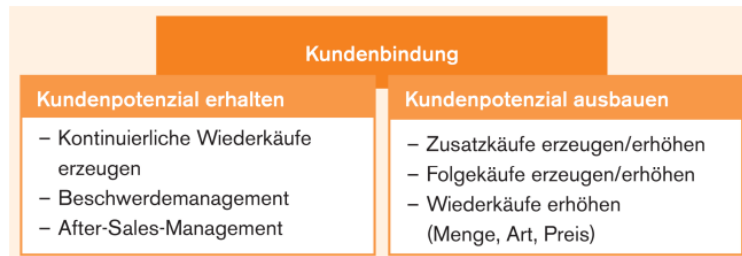 Kundenbindung
Kundenpotenzial erhalten
– Kontinuierliche Wiederkäufe
erzeugen
– Beschwerdemanagement
– After-Sales-Management
Kundenpotenzial ausbauen
– Zusatzkäufe erzeugen/erhöhen
– Folgekäufe erzeugen/erhöhen
– Wiederkäufe erhöhen
(Menge, Art, Preis)